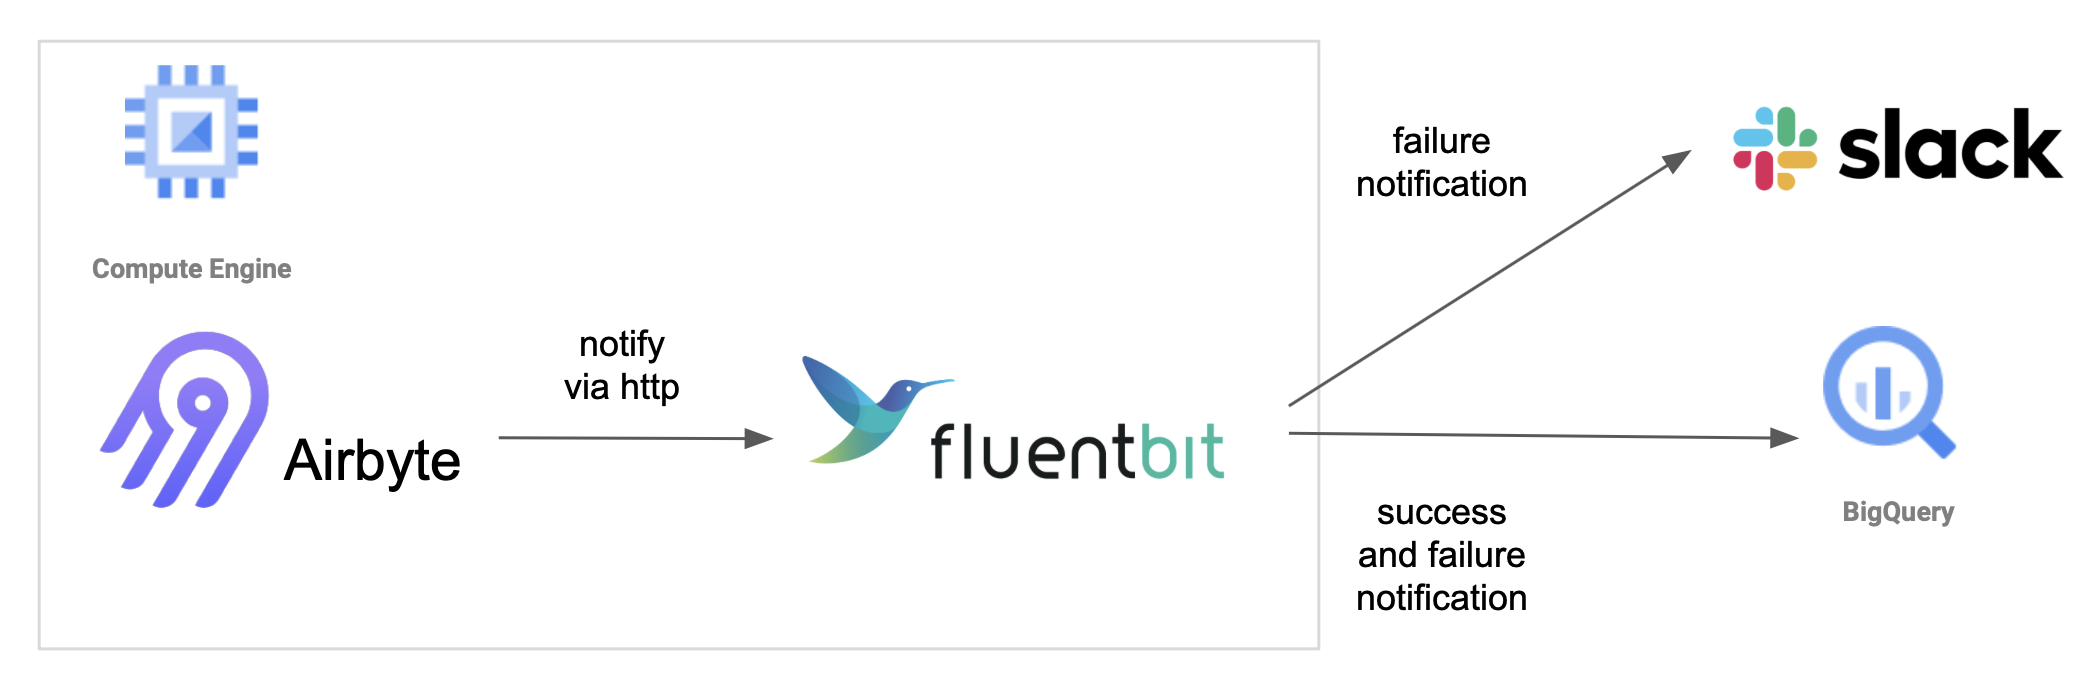 Compute Engine
Airbyte
notify
via http
fluentbit
failure
notification
slack
success
and failure
notification
BigQuery